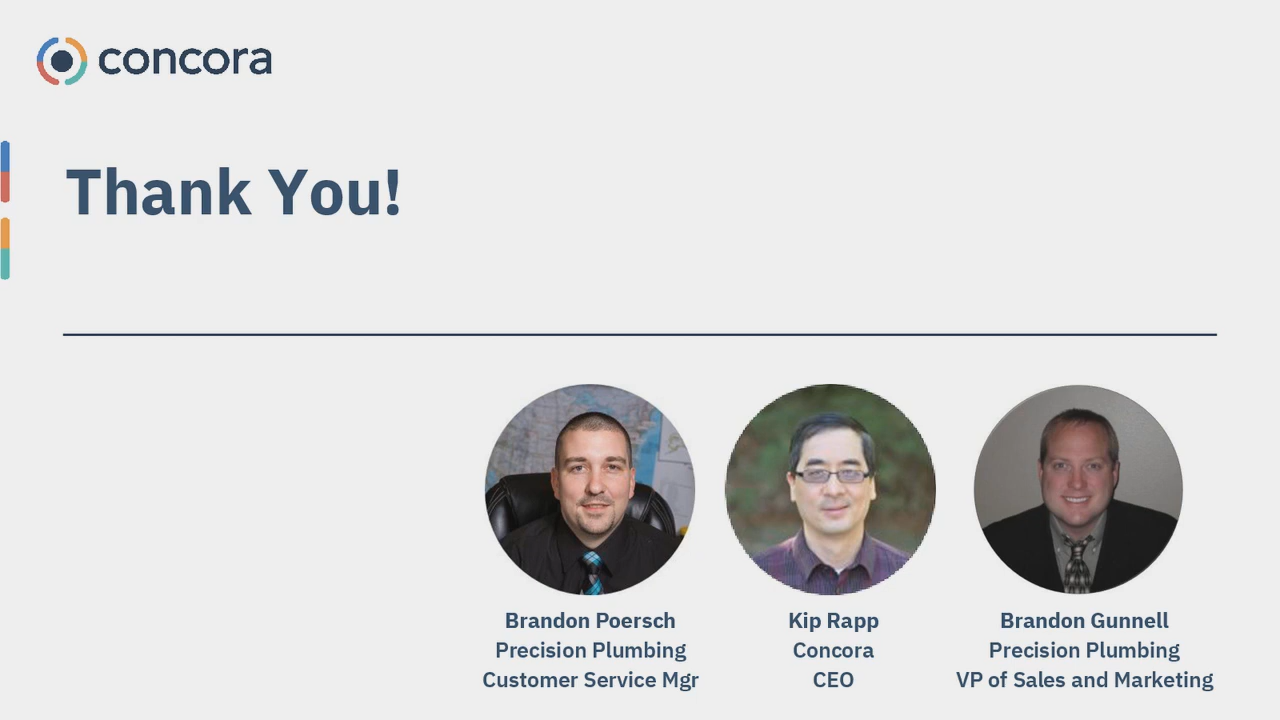 concora
Thank You!
Brandon Poersch
Precision Plumbing
Customer Service Mgr
Kip Rapp
Concora
CEO
Brandon Gunnell
Precision Plumbing
VP of Sales and Marketing